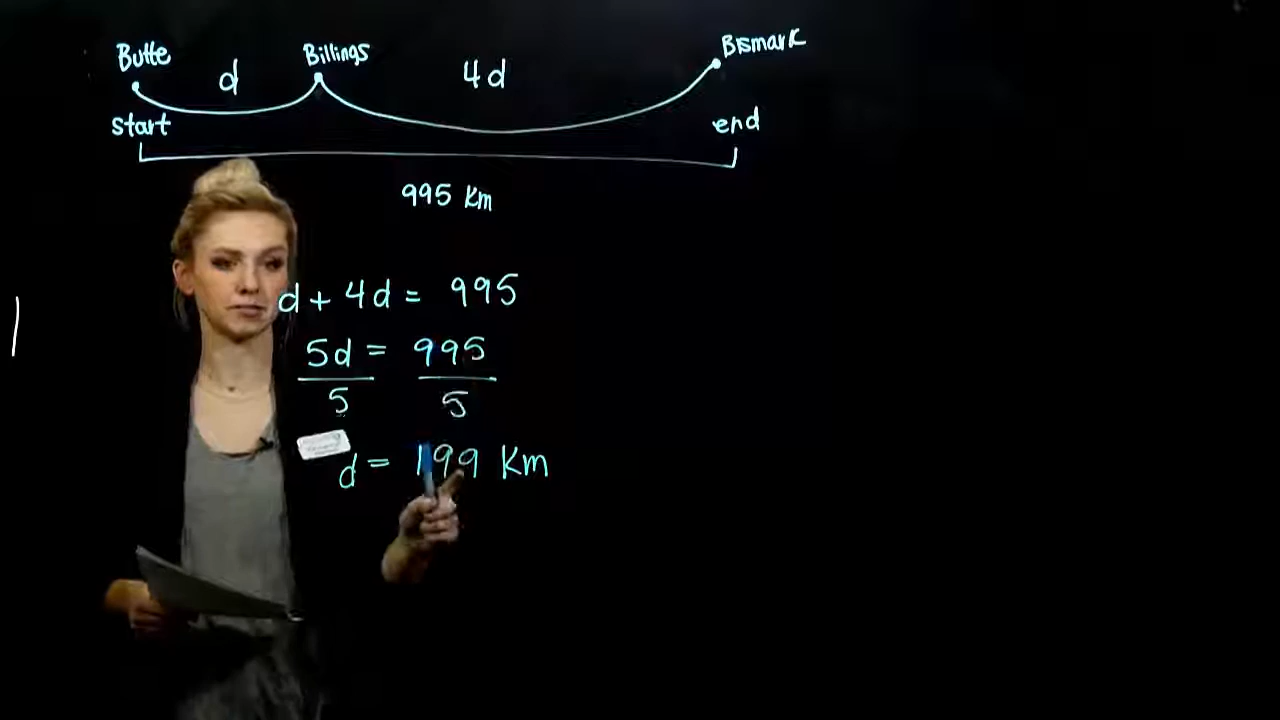 Butte d Billings 4d Bismark
start end
995 Km
d + 4d = 995
5d = 995
5 5
d = 199 Km